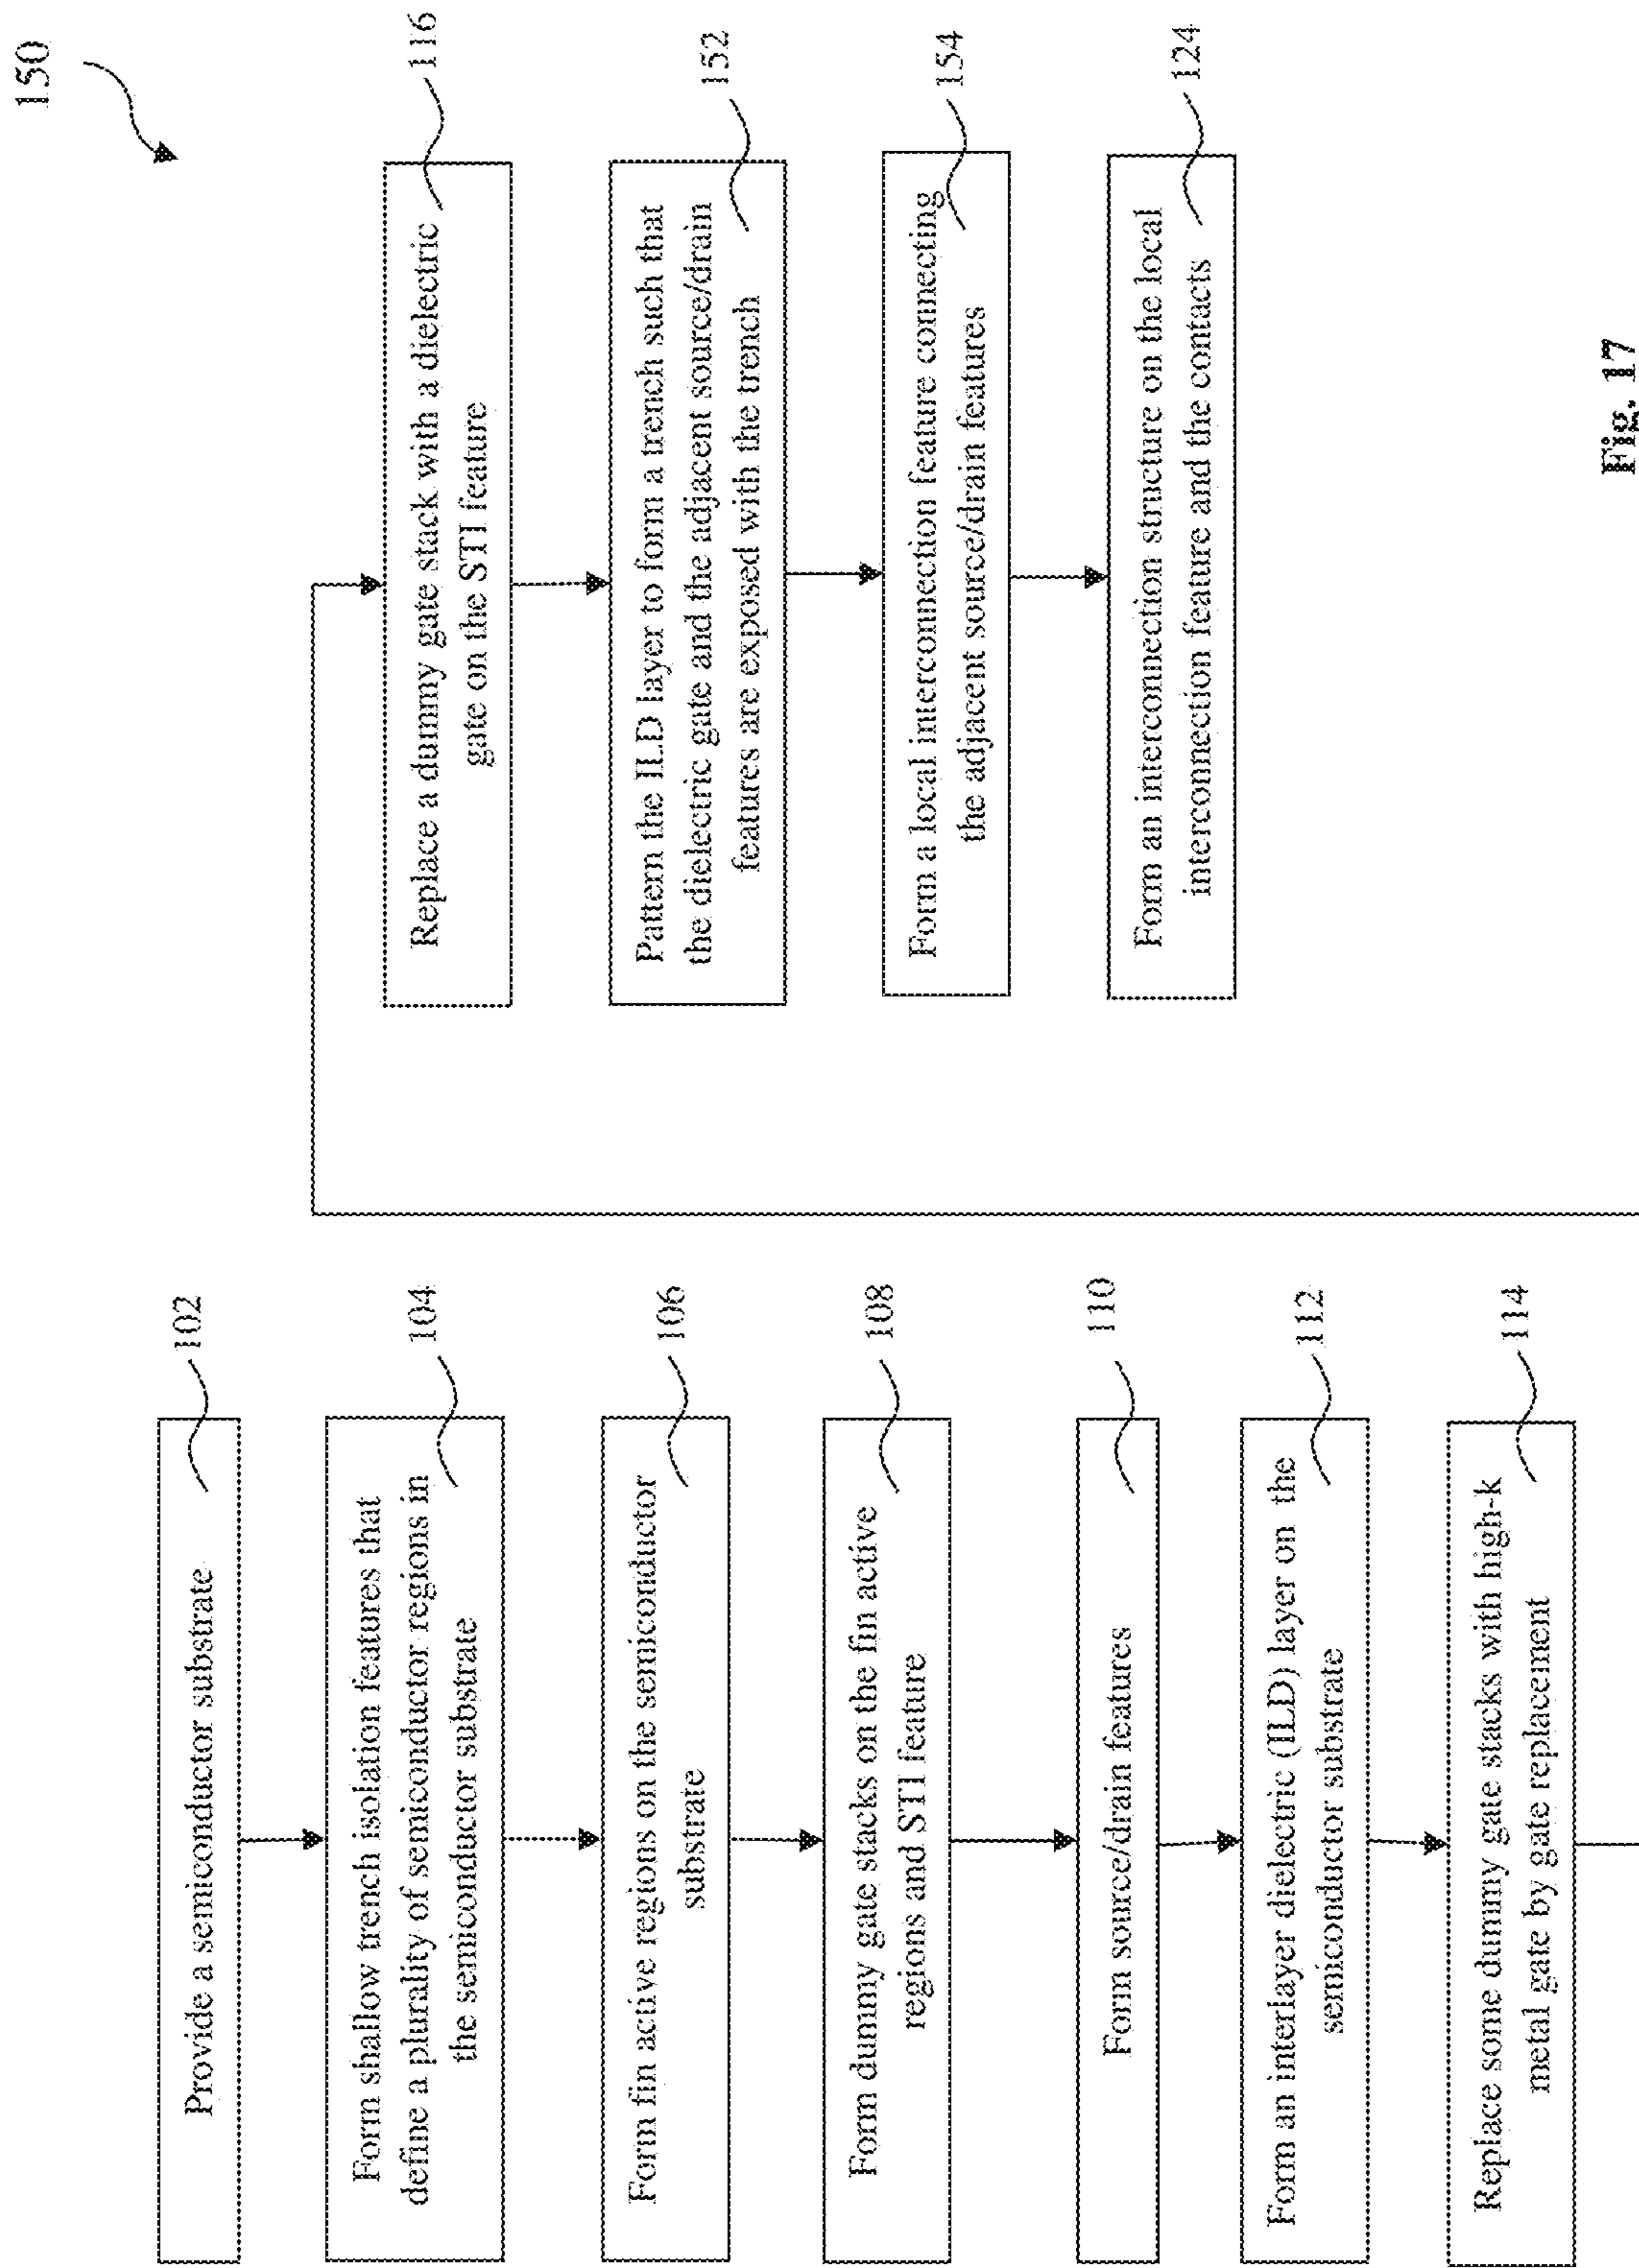 150
Provide a semiconductor substrate
102
Form shallow trench isolation features that
define a plurality of semiconductor regions in
the semiconductor substrate
104
Form fin active regions on the semiconductor
substrate
106
Form dummy gate stacks on the fin active
regions and STI feature
108
Form source/drain features
110
Form an interlayer dielectric (ILD) layer on the
semiconductor substrate
112
Replace some dummy gate stacks with high-k
metal gate by gate replacement
114
Replace a dummy gate stack with a dielectric
gate on the STI feature
116
Pattern the ILD layer to form a trench such that
the dielectric gate and the adjacent source/drain
features are exposed with the trench
152
Form a local interconnection feature connecting
the adjacent source/drain features
154
Form an interconnection structure on the local
interconnection feature and the contacts
124
Fig. 17